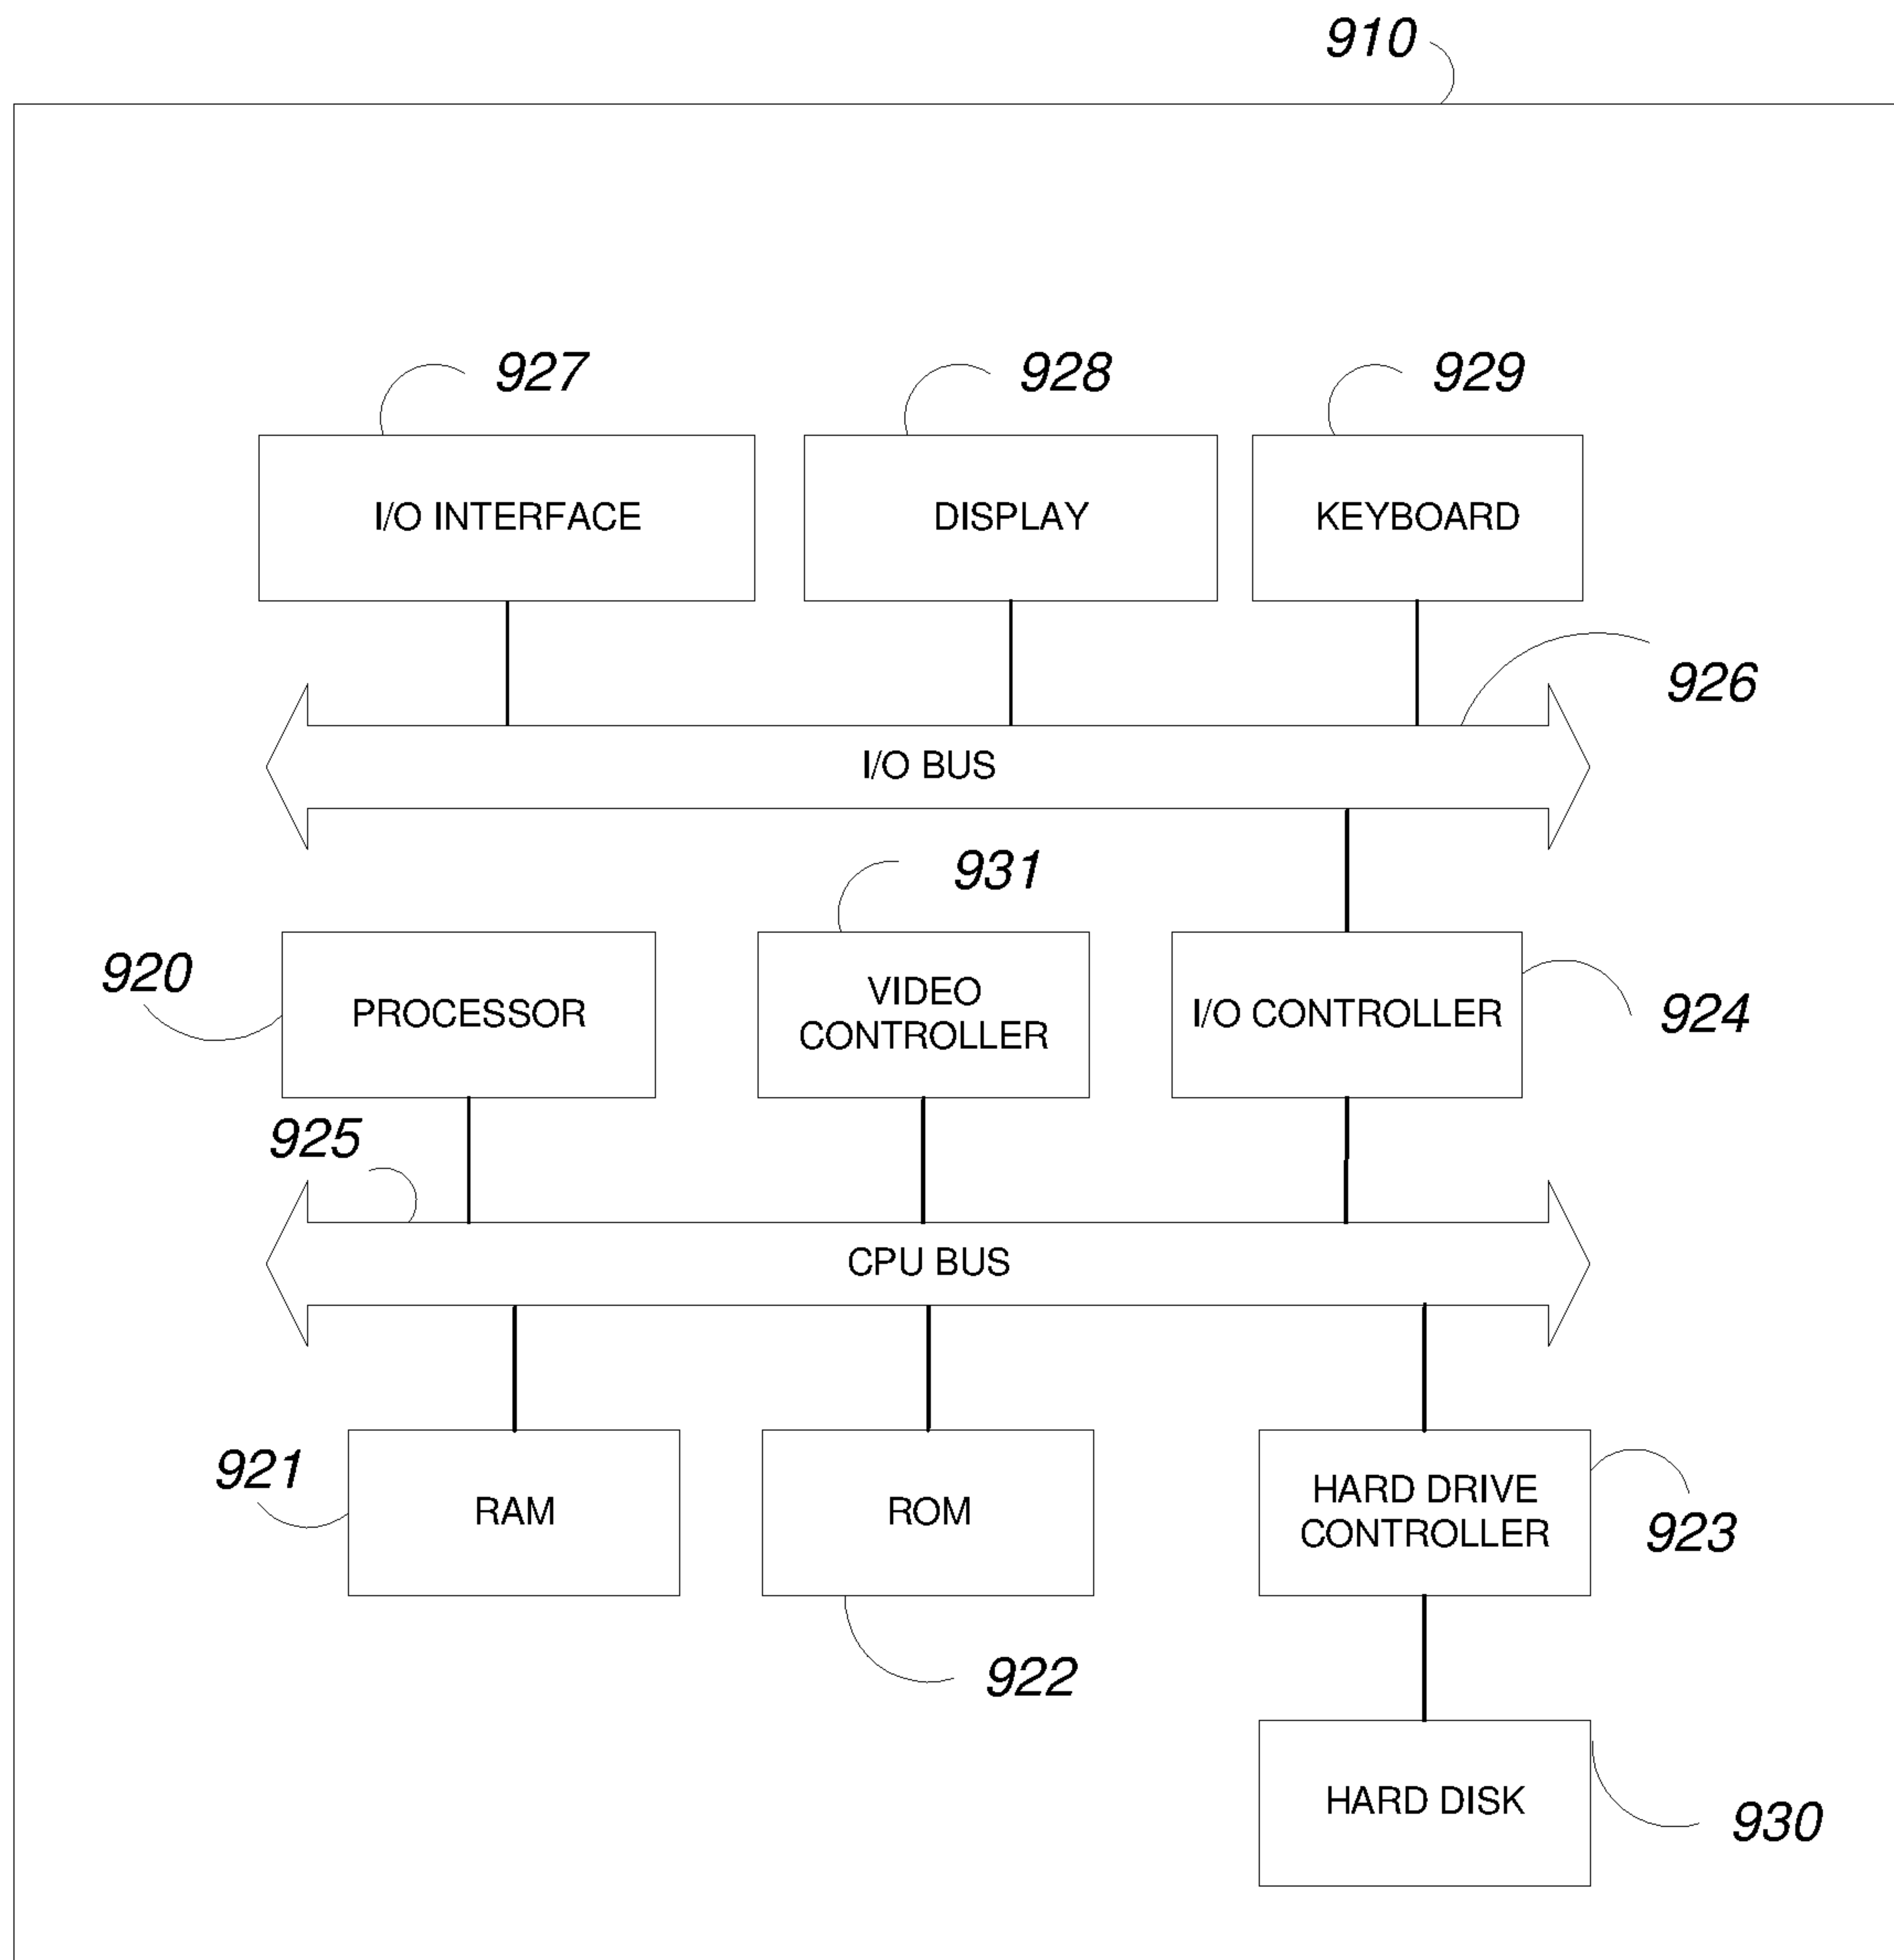 910
927
928
929
I/O INTERFACE
DISPLAY
KEYBOARD
926
I/O BUS
931
920
PROCESSOR
VIDEO
CONTROLLER
I/O CONTROLLER
924
925
CPU BUS
921
RAM
ROM
HARD DRIVE
CONTROLLER
923
922
HARD DISK
930